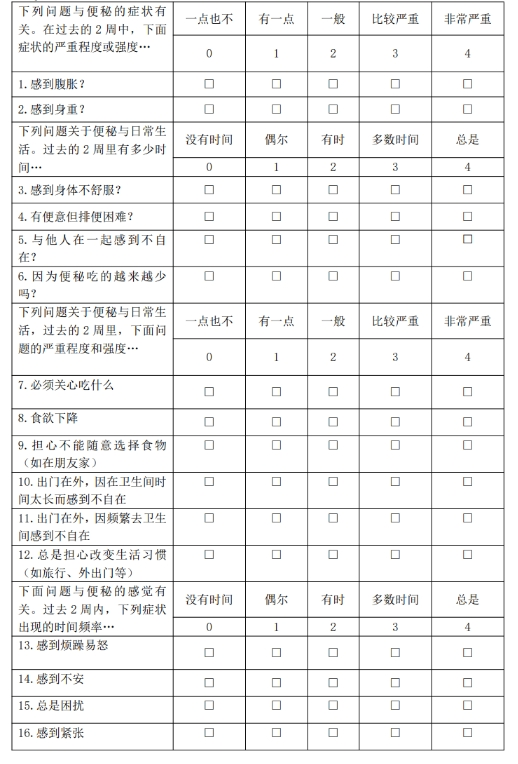 下列问题与便秘的症状有关。在过去的 2 周中，下面症状的严重程度或强度… 一点也不 有一点 一般 比较严重 非常严重
0 1 2 3 4
1.感到腹胀? □ □ □ □ □
2.感到身重? □ □ □ □ □
下列问题关于便秘与日常生活。过去的 2 周里有多少时间… 没有时间 偶尔 有时 多数时间 总是
0 1 2 3 4
3.感到身体不舒服? □ □ □ □ □
4.有便意但排便困难? □ □ □ □ □
5.与他人在一起感到不自在? □ □ □ □ □
6.因为便秘吃的越来越少吗? □ □ □ □ □
下列问题关于便秘与日常生活，过去的 2 周里，下面问题的严重程度和强度… 一点也不 有一点 一般 比较严重 非常严重
0 1 2 3 4
7.必须关心吃什么 □ □ □ □ □
8.食欲下降 □ □ □ □ □
9.担心不能随意选择食物（如在朋友家） □ □ □ □ □
10.出门在外，因在卫生间时间太长而感到不自在 □ □ □ □ □
11.出门在外，因频繁去卫生间感到不自在 □ □ □ □ □
12.总是担心改变生活习惯（如旅行、外出门等） □ □ □ □ □
下面问题与便秘的感觉有关。过去 2 周内，下列症状出现的时间频率… 没有时间 偶尔 有时 多数时间 总是
0 1 2 3 4
13.感到烦躁易怒 □ □ □ □ □
14.感到不安 □ □ □ □ □
15.总是困扰 □ □ □ □ □
16.感到紧张 □ □ □ □ □